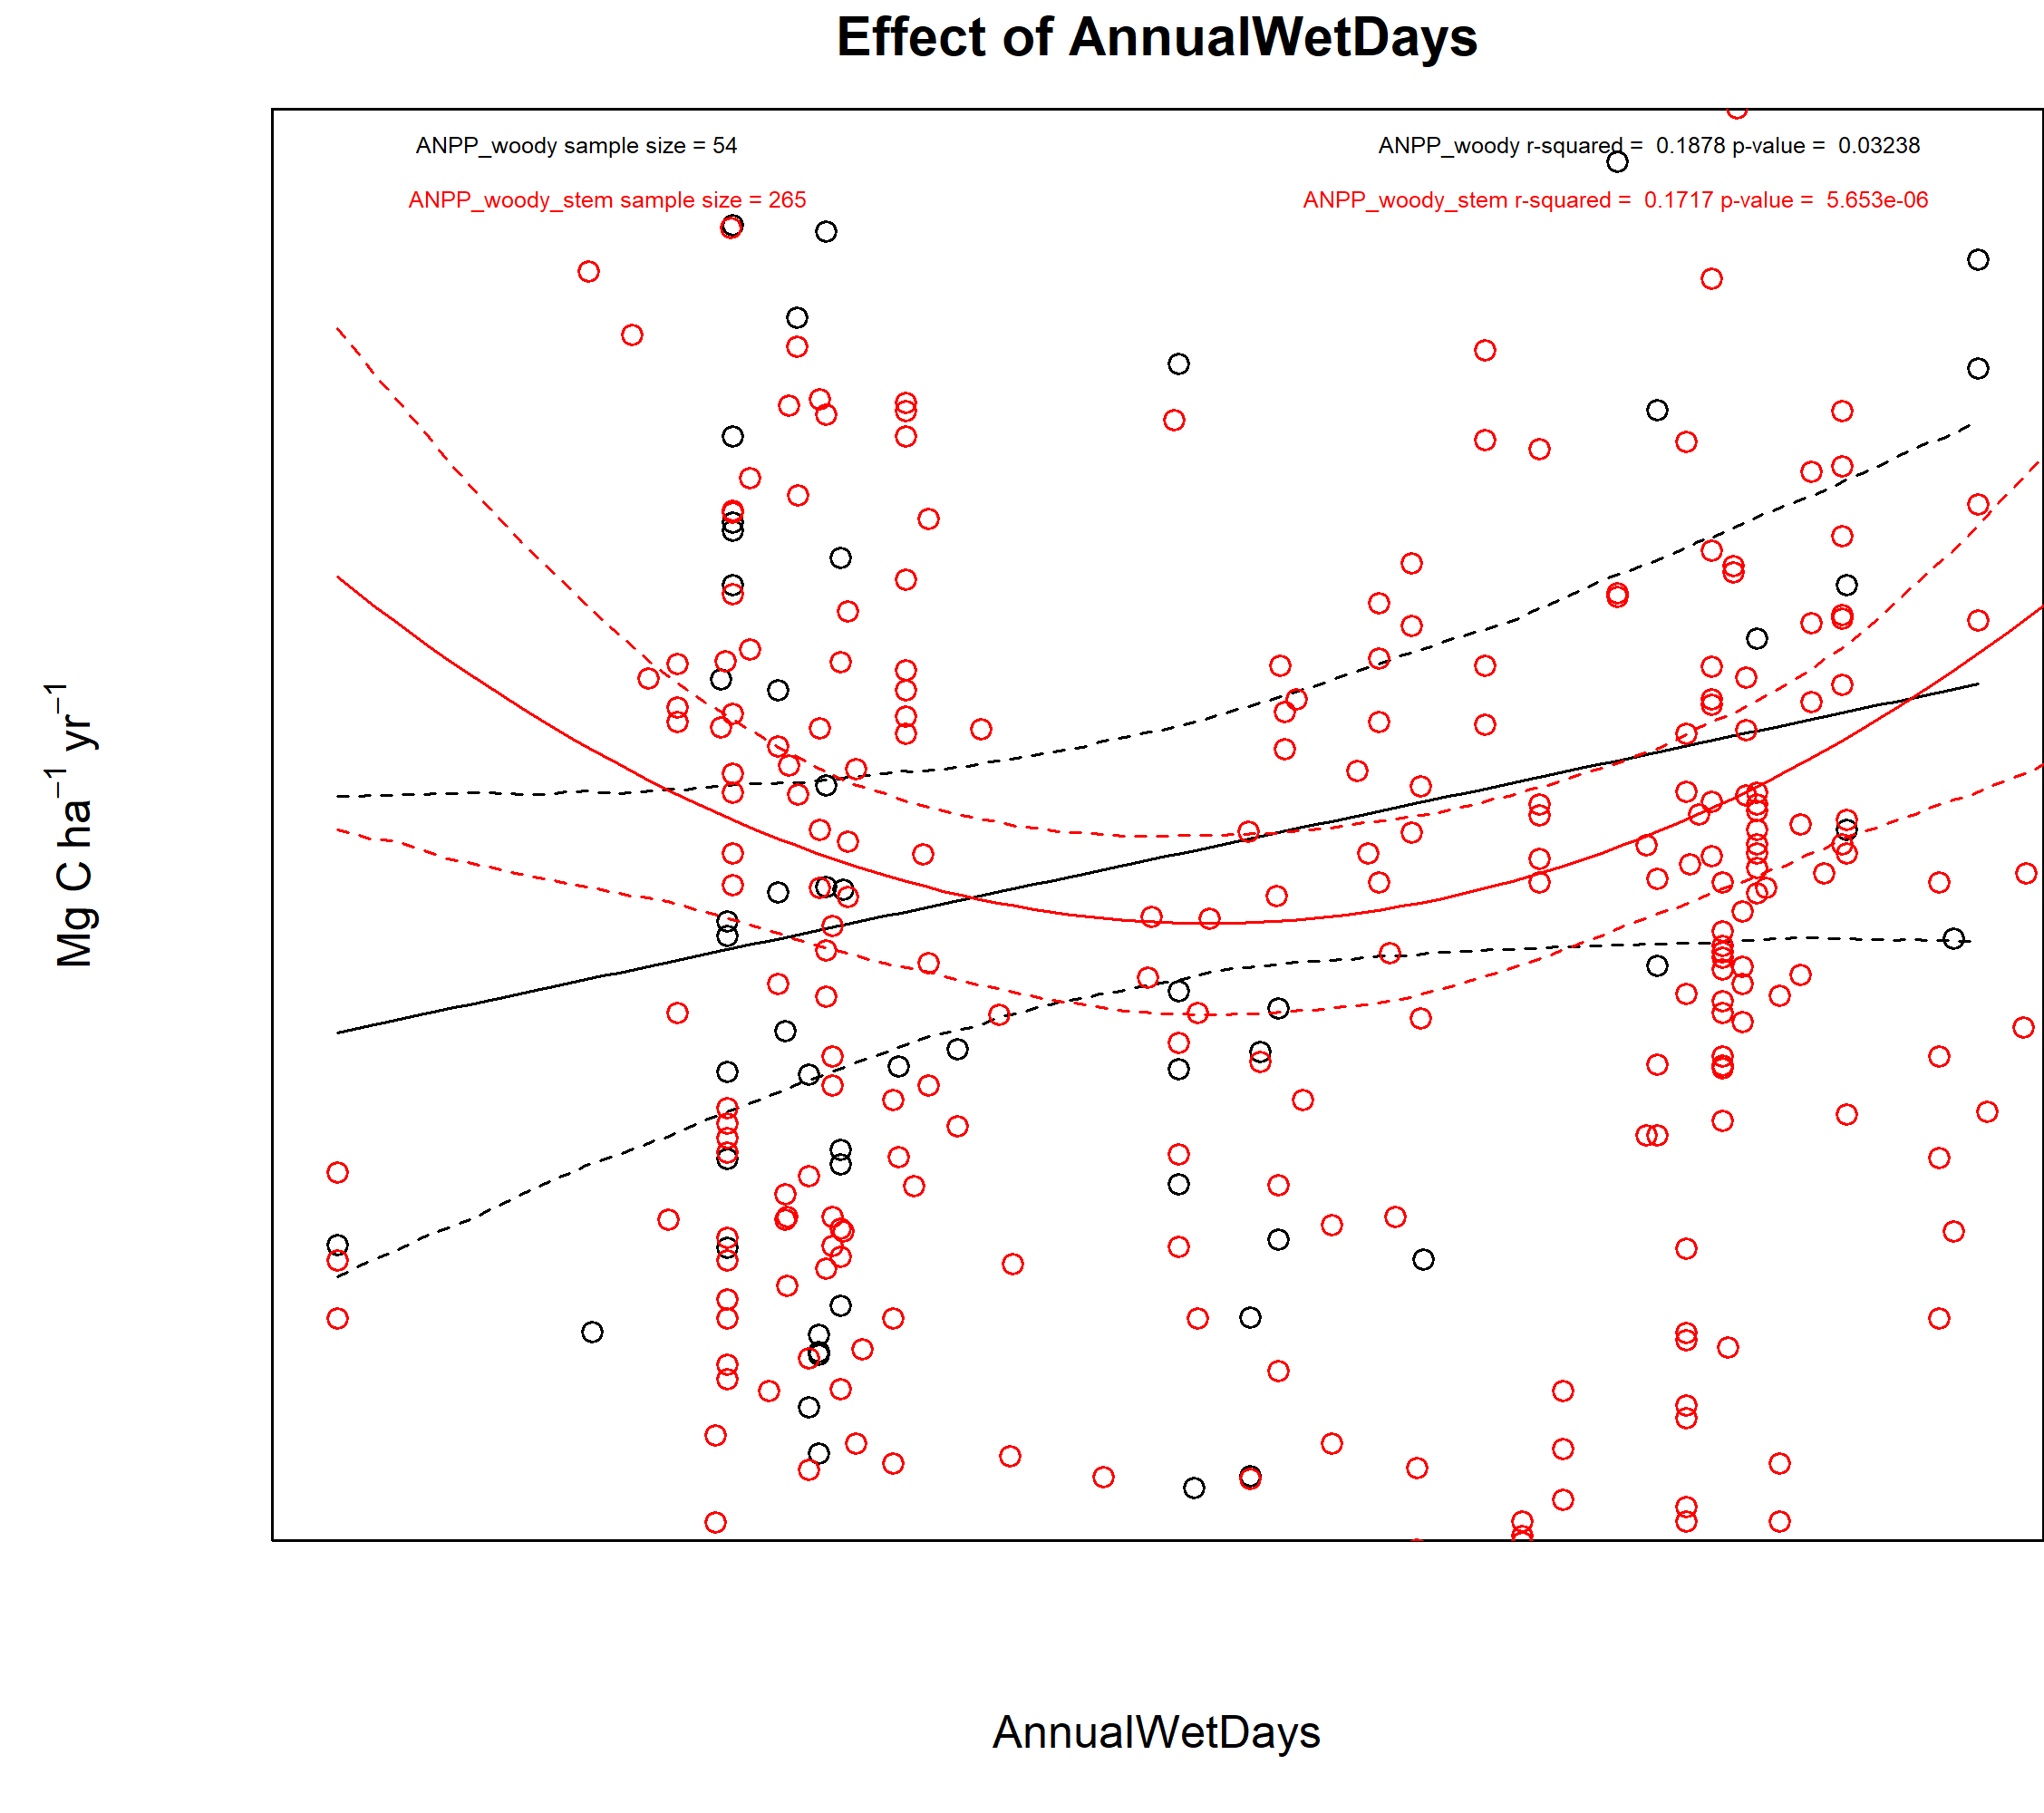 Effect of AnnualWetDays
ANPP_woody sample size = 54
ANPP_woody r-squared = 0.1878 p-value = 0.03238
ANPP_woody_stem sample size = 265
ANPP_woody_stem r-squared = 0.1717 p-value = 5.653e-06
Mg C ha⁻¹ yr⁻¹
AnnualWetDays